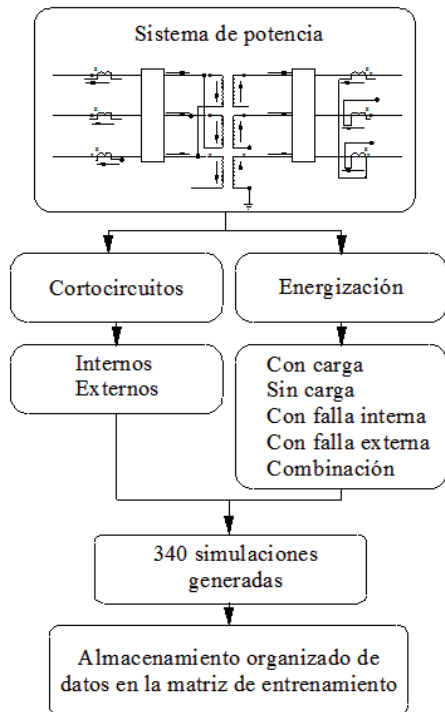 Sistema de potencia
Cortocircuitos
Energización
Internos
Externos
Con carga
Sin carga
Con falla interna
Con falla externa
Combinación
340 simulaciones
generadas
Almacenamiento organizado de
datos en la matriz de entrenamiento